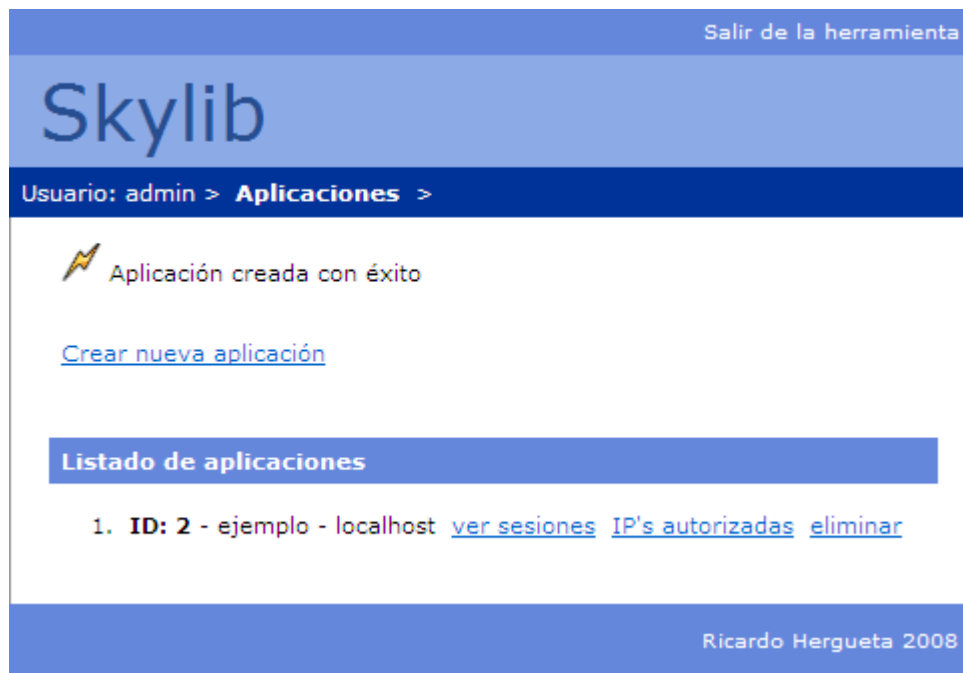 Salir de la herramienta
Skylib
Usuario: admin > Aplicaciones >
Aplicación creada con éxito
Crear nueva aplicación
Listado de aplicaciones
1. ID: 2 - ejemplo - localhost ver sesiones IP's autorizadas eliminar
Ricardo Hergueta 2008